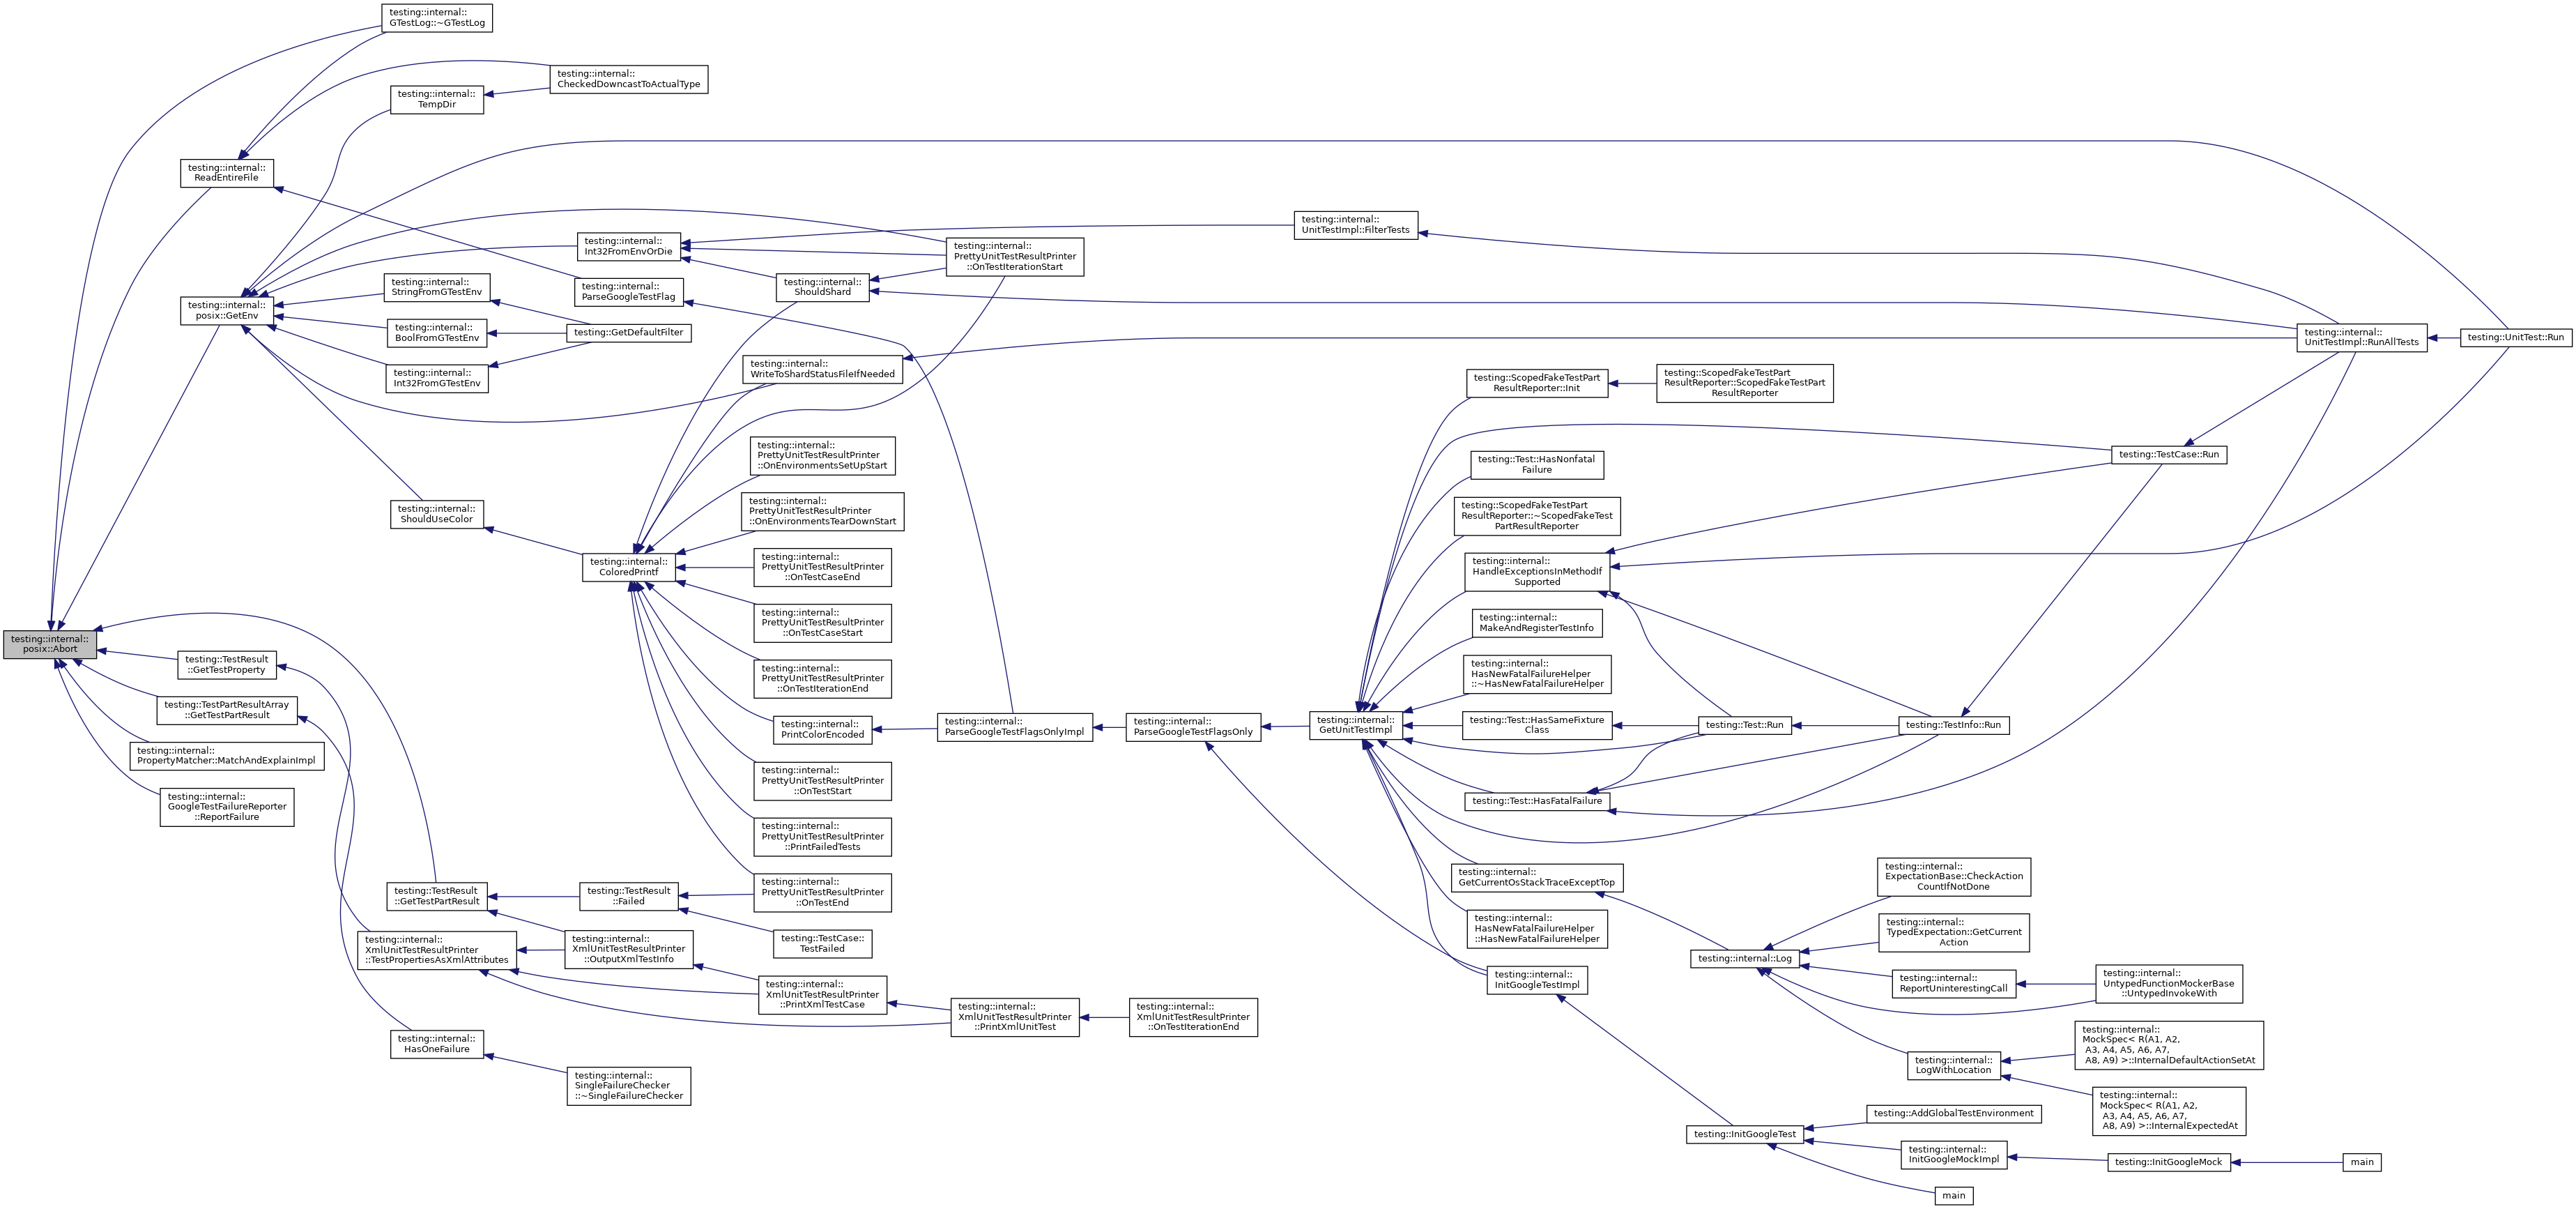 testing::internal::
GTestLog::~GTestLog
testing::internal::
CheckedDowncastToActualType
testing::internal::
TempDir
testing::internal::
ReadEntireFile
testing::internal::
UnitTestImpl::FilterTests
testing::internal::
Int32FromEnvOrDie
testing::internal::
PrettyUnitTestResultPrinter
::OnTestIterationStart
testing::internal::
StringFromGTestEnv
testing::internal::
ParseGoogleTestFlag
testing::internal::
ShouldShard
testing::internal::
posix::GetEnv
testing::internal::
BoolFromGTestEnv
testing::GetDefaultFilter
testing::internal::
UnitTestImpl::RunAllTests
testing::UnitTest::Run
testing::internal::
Int32FromGTestEnv
testing::internal::
WriteToShardStatusFileIfNeeded
testing::ScopedFakeTestPart
ResultReporter::Init
testing::ScopedFakeTestPart
ResultReporter::ScopedFakeTestPart
ResultReporter
testing::internal::
PrettyUnitTestResultPrinter
::OnEnvironmentsSetUpStart
testing::Test::HasNonfatal
Failure
testing::TestCase::Run
testing::internal::
ShouldUseColor
testing::internal::
PrettyUnitTestResultPrinter
::OnEnvironmentsTearDownStart
testing::ScopedFakeTestPart
ResultReporter::~ScopedFakeTest
PartResultReporter
testing::internal::
ColoredPrintf
testing::internal::
PrettyUnitTestResultPrinter
::OnTestCaseEnd
testing::internal::
HandleExceptionsInMethodIf
Supported
testing::internal::
PrettyUnitTestResultPrinter
::OnTestCaseStart
testing::internal::
MakeAndRegisterTestInfo
testing::internal::
posix::Abort
testing::TestResult
::GetTestProperty
testing::internal::
PrettyUnitTestResultPrinter
::OnTestIterationEnd
testing::internal::
HasNewFatalFailureHelper
::~HasNewFatalFailureHelper
testing::TestPartResultArray
::GetTestPartResult
testing::internal::
PrintColorEncoded
testing::internal::
ParseGoogleTestFlagsOnlyImpl
testing::internal::
ParseGoogleTestFlagsOnly
testing::internal::
GetUnitTestImpl
testing::Test::HasSameFixture
Class
testing::Test::Run
testing::TestInfo::Run
testing::internal::
PropertyMatcher::MatchAndExplainImpl
testing::internal::
PrettyUnitTestResultPrinter
::OnTestStart
testing::internal::
GoogleTestFailureReporter
::ReportFailure
testing::Test::HasFatalFailure
testing::internal::
PrettyUnitTestResultPrinter
::PrintFailedTests
testing::internal::
GetCurrentOsStackTraceExceptTop
testing::internal::
ExpectationBase::CheckAction
CountIfNotDone
testing::TestResult
::GetTestPartResult
testing::TestResult
::Failed
testing::internal::
PrettyUnitTestResultPrinter
::OnTestEnd
testing::internal::
HasNewFatalFailureHelper
::HasNewFatalFailureHelper
testing::internal::
TypedExpectation::GetCurrent
Action
testing::internal::
XmlUnitTestResultPrinter
::TestPropertiesAsXmlAttributes
testing::internal::
XmlUnitTestResultPrinter
::OutputXmlTestInfo
testing::TestCase::
TestFailed
testing::internal::Log
testing::internal::
InitGoogleTestImpl
testing::internal::
ReportUninterestingCall
testing::internal::
UntypedFunctionMockerBase
::UntypedInvokeWith
testing::internal::
XmlUnitTestResultPrinter
::PrintXmlTestCase
testing::internal::
XmlUnitTestResultPrinter
::PrintXmlUnitTest
testing::internal::
XmlUnitTestResultPrinter
::OnTestIterationEnd
testing::internal::
HasOneFailure
testing::internal::
MockSpec< R(A1, A2,
A3, A4, A5, A6, A7,
A8, A9) >::InternalDefaultActionSetAt
testing::internal::
LogWithLocation
testing::internal::
SingleFailureChecker
::~SingleFailureChecker
testing::internal::
MockSpec< R(A1, A2,
A3, A4, A5, A6, A7,
A8, A9) >::InternalExpectedAt
testing::AddGlobalTestEnvironment
testing::InitGoogleTest
testing::internal::
InitGoogleMockImpl
testing::InitGoogleMock
main
main